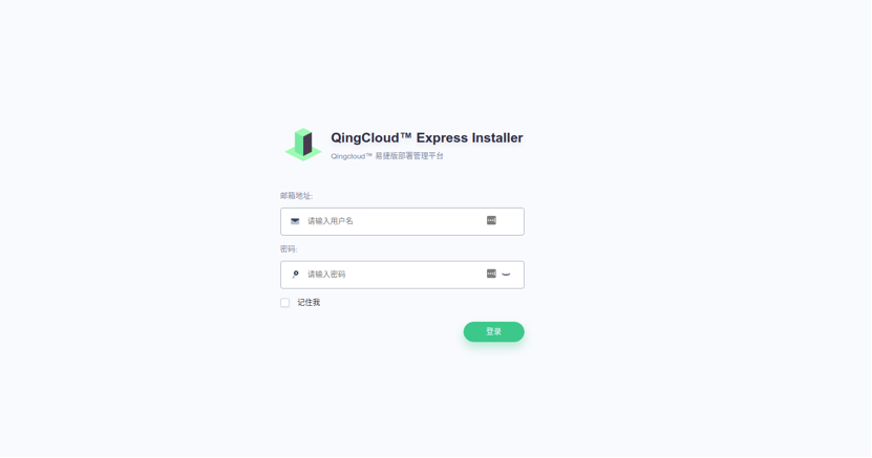 QingCloud™ Express Installer
Qingcloud™ 易捷版部署管理平台
邮箱地址:
请输入用户名
密码:
请输入密码
记住我
登录